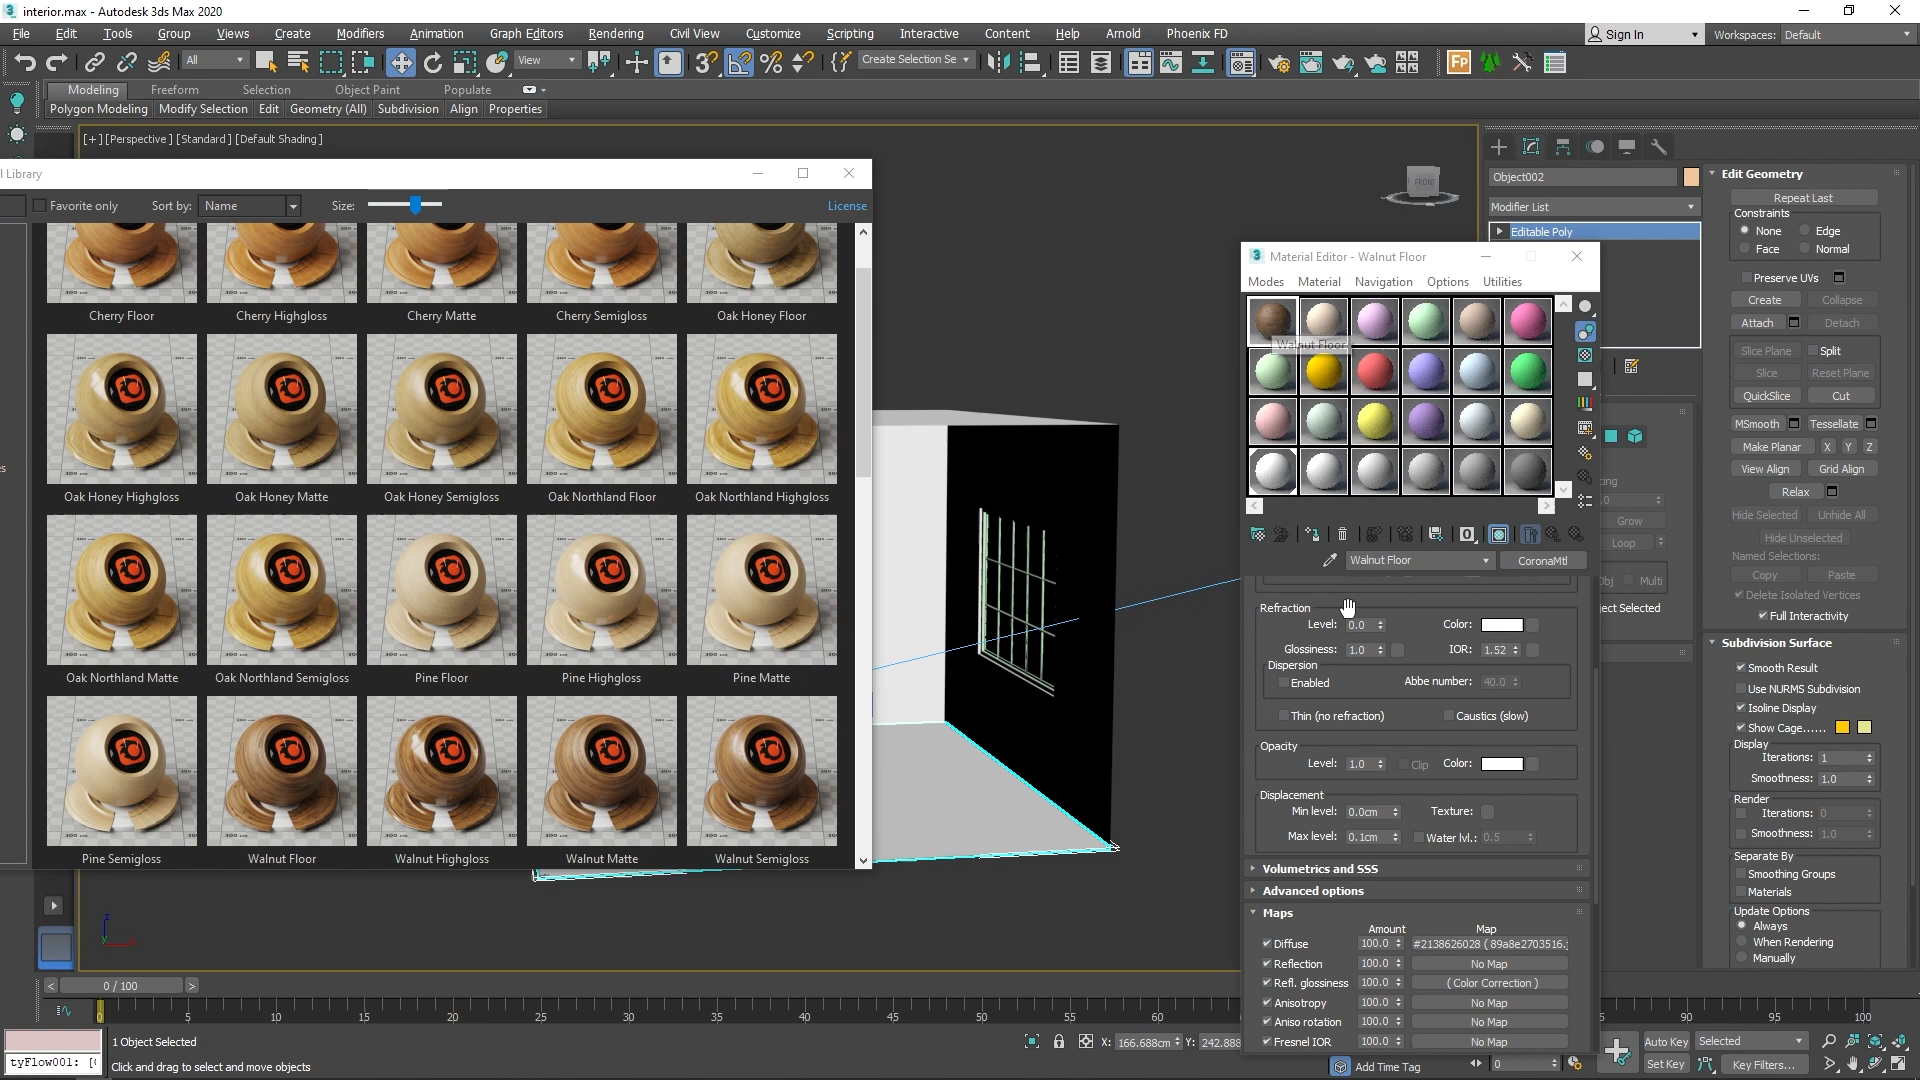 interior.max - Autodesk 3ds Max 2020
File Edit Tools Group Views Create Modifiers Animation Graph Editors Rendering Civil View Customize Scripting Interactive Content Help Arnold Phoenix FD
Sign In Workspaces: Default
All View Create Selection Se
Modeling Freeform Selection Object Paint Populate
Polygon Modeling Modify Selection Edit Geometry (All) Subdivision Align Properties
[+] [Perspective] [Standard] [Default Shading]
FRONT
l Library
Favorite only Sort by: Name Size: License
Cherry Floor Cherry Highgloss Cherry Matte Cherry Semigloss Oak Honey Floor
Oak Honey Highgloss Oak Honey Matte Oak Honey Semigloss Oak Northland Floor Oak Northland Highgloss
Oak Northland Matte Oak Northland Semigloss Pine Floor Pine Highgloss Pine Matte
Pine Semigloss Walnut Floor Walnut Highgloss Walnut Matte Walnut Semigloss
Material Editor - Walnut Floor
Modes Material Navigation Options Utilities
Walnut Floor
Walnut Floor CoronaMtl
Refraction
Level: 0.0 Color:
Glossiness: 1.0 IOR: 1.52
Dispersion
Enabled Abbe number: 40.0
Thin (no refraction) Caustics (slow)
Opacity
Level: 1.0 Clip Color:
Displacement
Min level: 0.0cm Texture:
Max level: 0.1cm Water lvl.: 0.5
Volumetrics and SSS
Advanced options
Maps
Amount Map
Diffuse 100.0 #2138626028 ( 89a8e2703516.;
Reflection 100.0 No Map
Refl. glossiness 100.0 ( Color Correction )
Anisotropy 100.0 No Map
Aniso rotation 100.0 No Map
Fresnel IOR 100.0 No Map
Object002
Modifier List
Editable Poly
Grow
Loop
Multi
ject Selected
Edit Geometry
Repeat Last
Constraints
None Edge
Face Normal
Preserve UVs
Create Collapse
Attach Detach
Slice Plane Split
Slice Reset Plane
QuickSlice Cut
MSmooth Tessellate
Make Planar X Y Z
View Align Grid Align
Relax
Hide Selected Unhide All
Hide Unselected
Named Selections:
Copy Paste
Delete Isolated Vertices
Full Interactivity
Subdivision Surface
Smooth Result
Use NURMS Subdivision
Isoline Display
Show Cage......
Display
Iterations: 1
Smoothness: 1.0
Render
Iterations: 0
Smoothness: 1.0
Separate By
Smoothing Groups
Materials
Update Options
Always
When Rendering
Manually
z
y
< 0 / 100 >
0 5 10 15 20 25 30 35 40 45 50 55 60 5 90 95 100
tyFlow001: [(
1 Object Selected
Click and drag to select and move objects
X: 166.688cm Y: 242.888
Add Time Tag
0
Auto Key Selected
Set Key Key Filters...